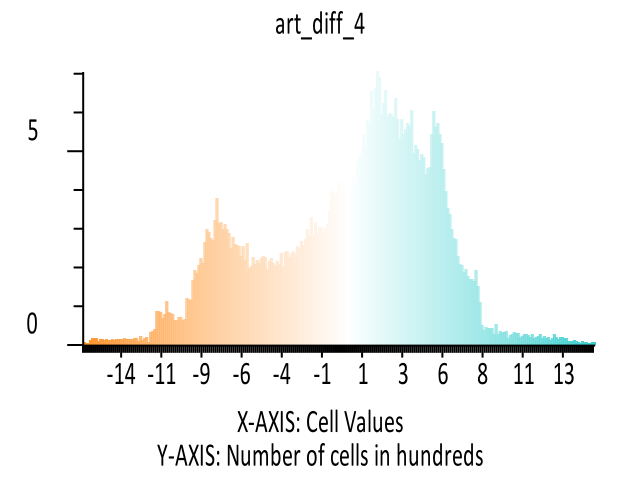 art_diff_4
5
0
-14 -11 -9 -6 -4 -1 1 3 6 8 11 13
X-AXIS: Cell Values
Y-AXIS: Number of cells in hundreds